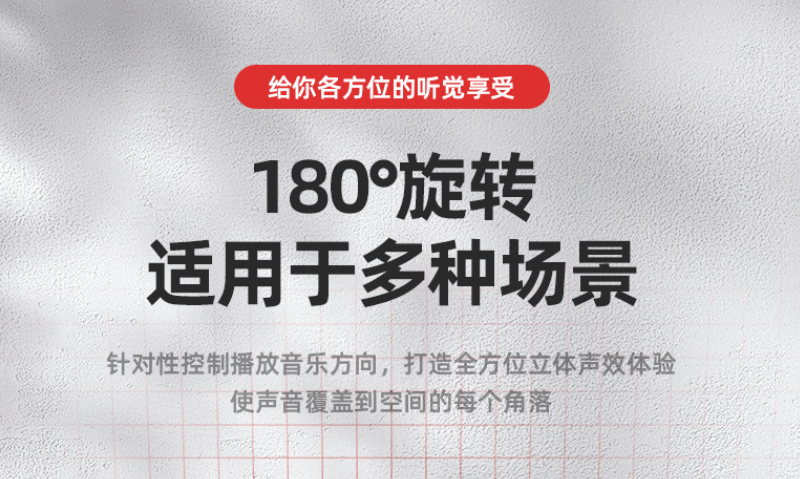 给你各方位的听觉享受
180°旋转
适用于多种场景
针对性控制播放音乐方向，打造全方位立体声效体验
使声音覆盖到空间的每个角落